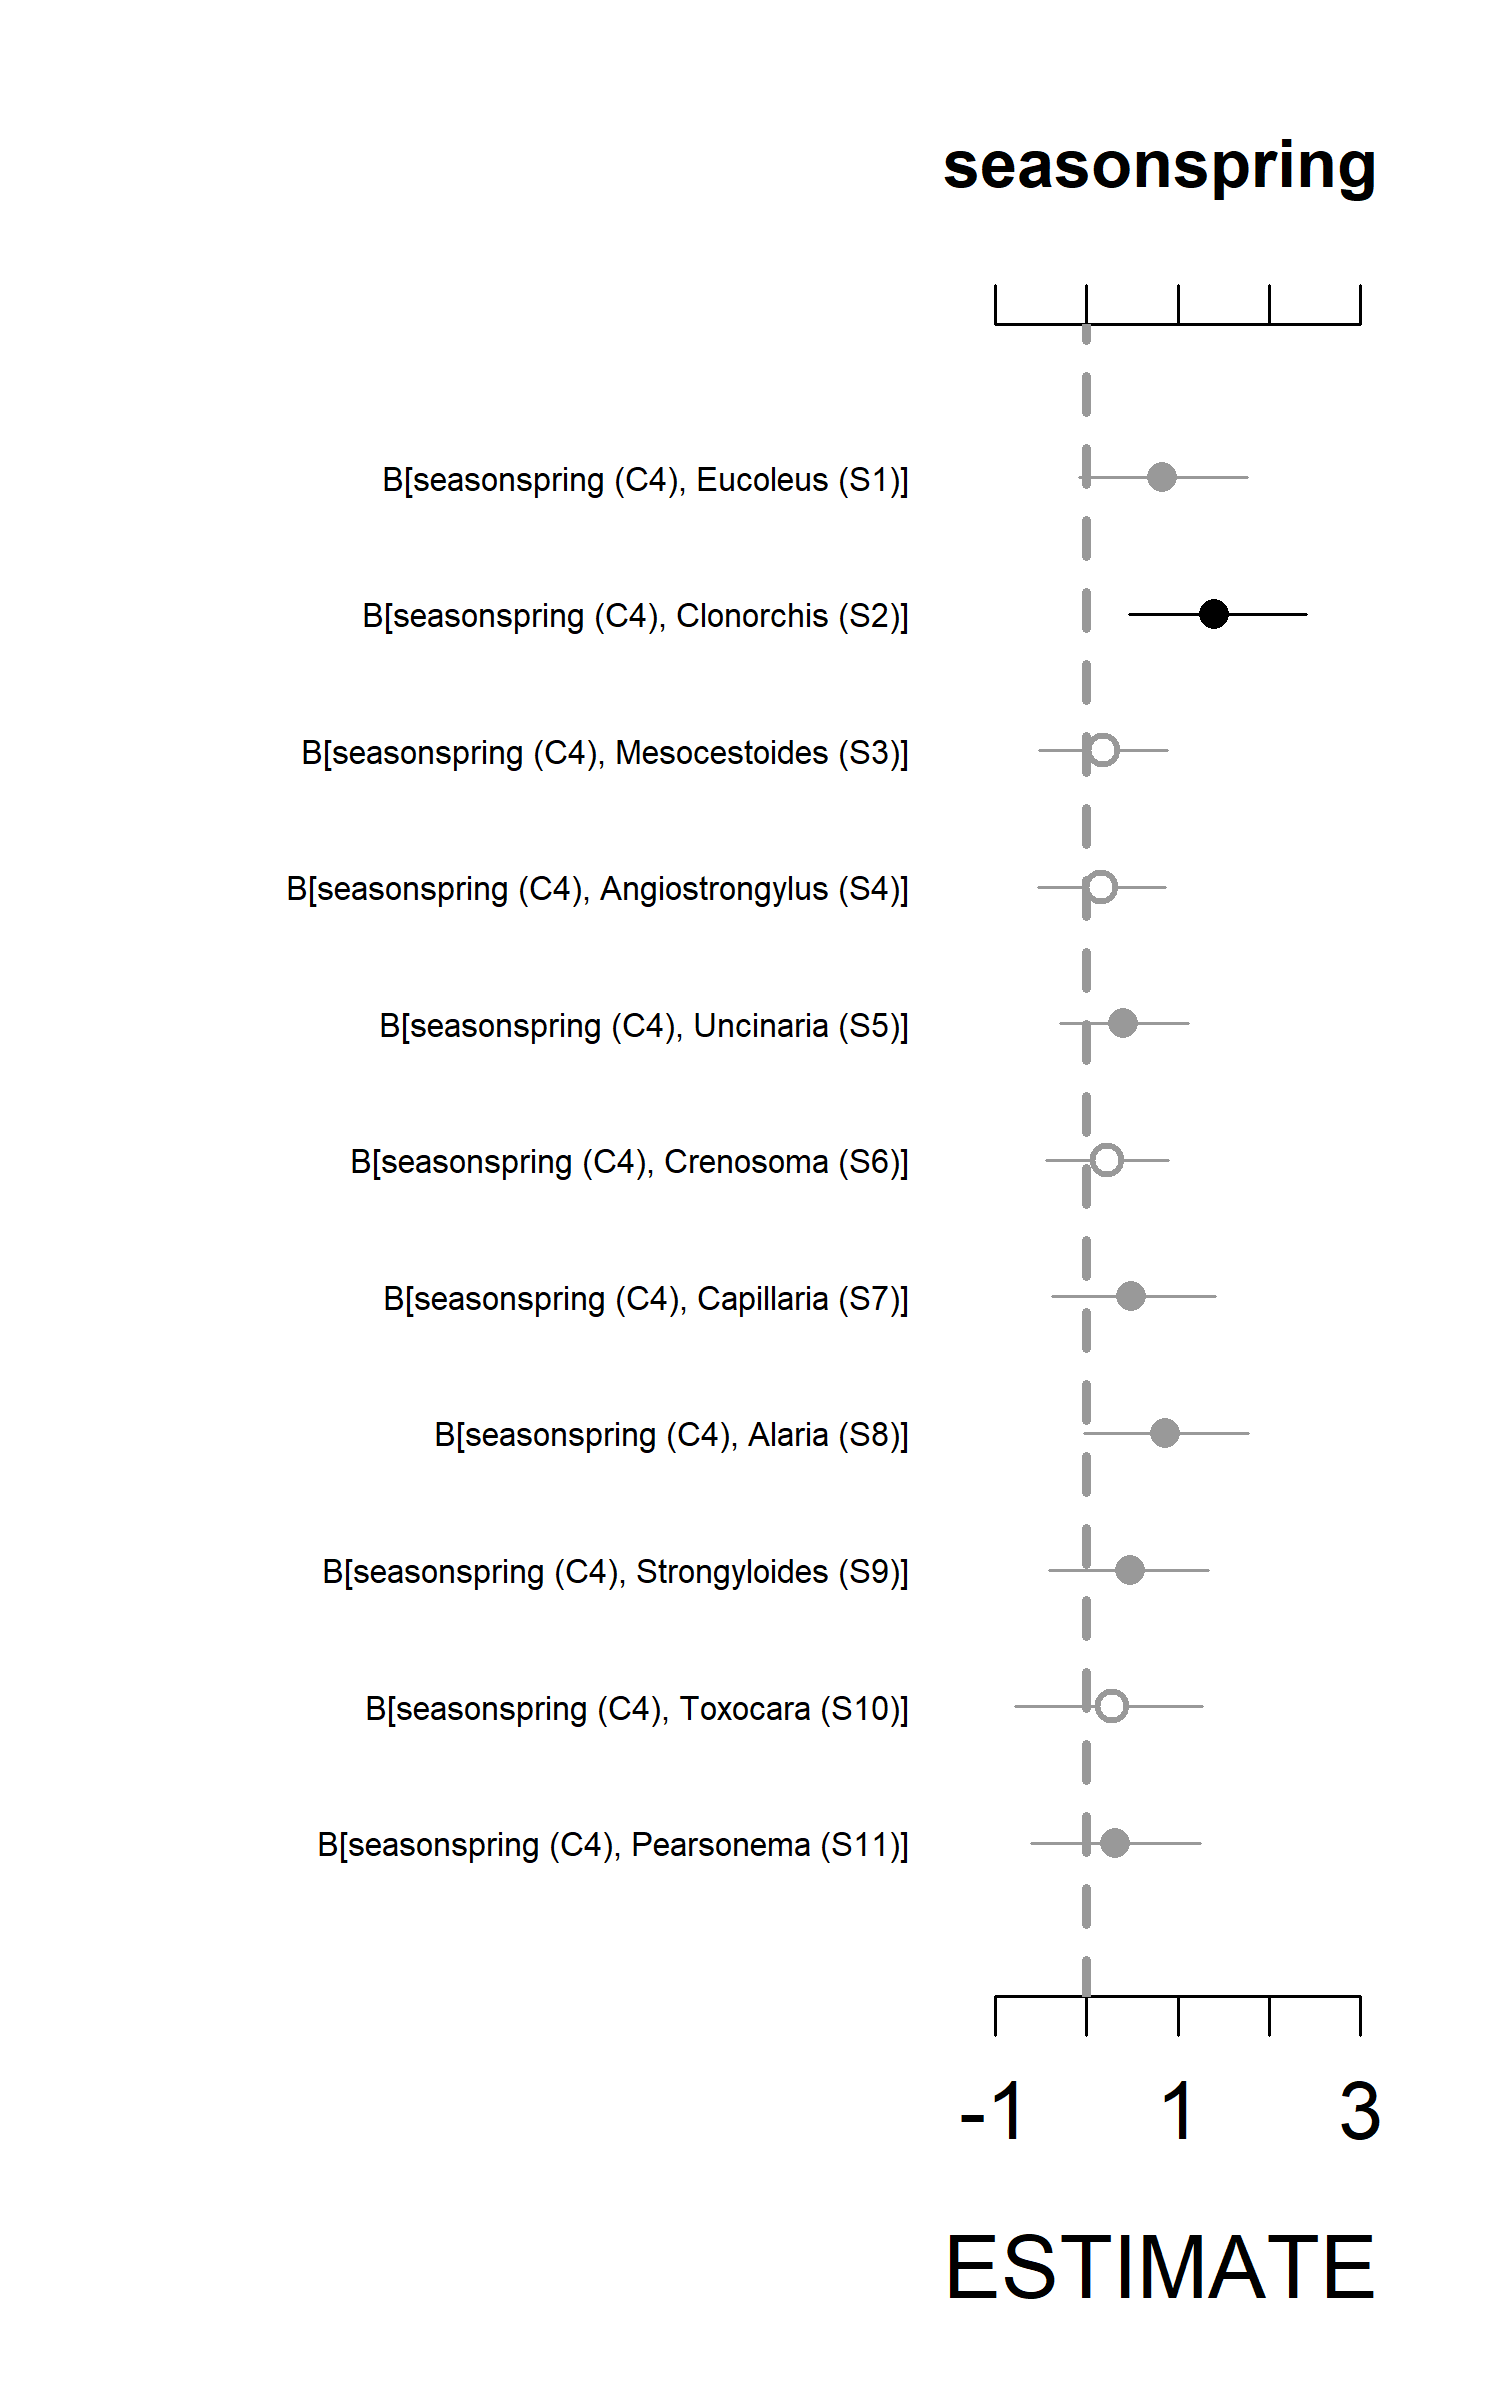 seasonspring
B[seasonspring (C4), Eucoleus (S1)]
B[seasonspring (C4), Clonorchis (S2)]
B[seasonspring (C4), Mesocestoides (S3)]
B[seasonspring (C4), Angiostrongylus (S4)]
B[seasonspring (C4), Uncinaria (S5)]
B[seasonspring (C4), Crenosoma (S6)]
B[seasonspring (C4), Capillaria (S7)]
B[seasonspring (C4), Alaria (S8)]
B[seasonspring (C4), Strongyloides (S9)]
B[seasonspring (C4), Toxocara (S10)]
B[seasonspring (C4), Pearsonema (S11)]
-1 1 3
ESTIMATE